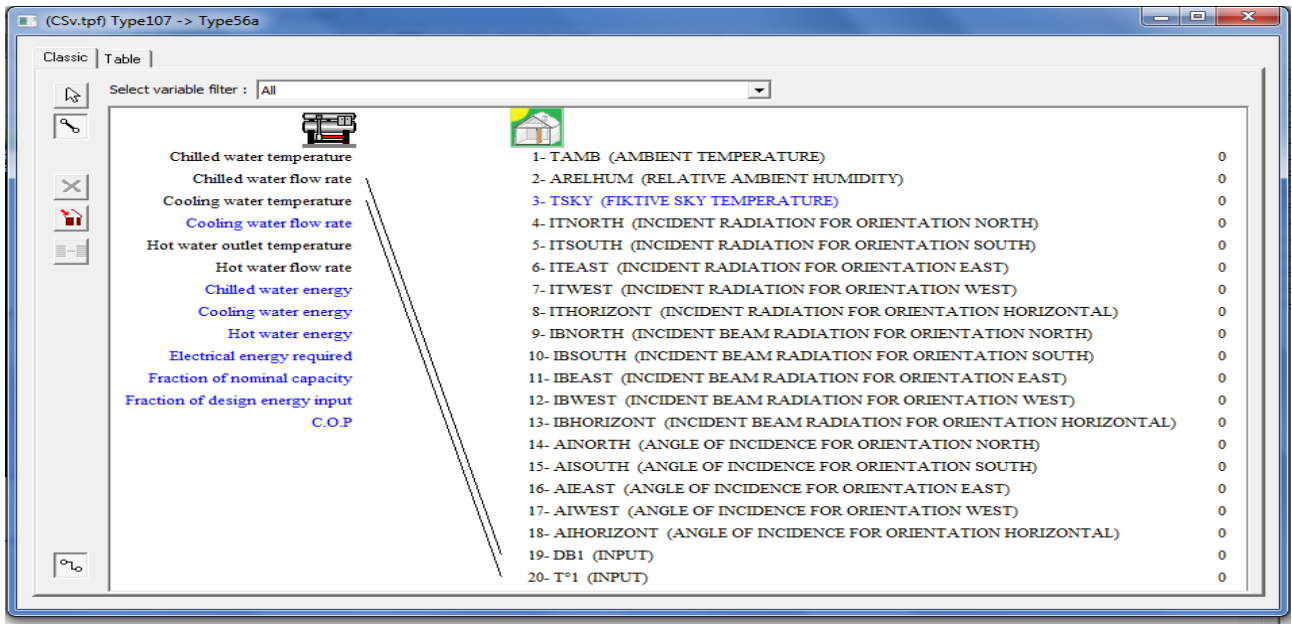 (CSv.tpf) Type107 -> Type56a
Classic Table
Select variable filter : All
Chilled water temperature 1- TAMB (AMBIENT TEMPERATURE) 0
Chilled water flow rate 2- ARELHUM (RELATIVE AMBIENT HUMIDITY) 0
Cooling water temperature 3- TSKY (FIKTIVE SKY TEMPERATURE) 0
Cooling water flow rate 4- ITNORTH (INCIDENT RADIATION FOR ORIENTATION NORTH) 0
Hot water outlet temperature 5- ITSOUTH (INCIDENT RADIATION FOR ORIENTATION SOUTH) 0
Hot water flow rate 6- ITEAST (INCIDENT RADIATION FOR ORIENTATION EAST) 0
Chilled water energy 7- ITWEST (INCIDENT RADIATION FOR ORIENTATION WEST) 0
Cooling water energy 8- ITHORIZONT (INCIDENT RADIATION FOR ORIENTATION HORIZONTAL) 0
Hot water energy 9- IBNORTH (INCIDENT BEAM RADIATION FOR ORIENTATION NORTH) 0
Electrical energy required 10- IBSOUTH (INCIDENT BEAM RADIATION FOR ORIENTATION SOUTH) 0
Fraction of nominal capacity 11- IBEAST (INCIDENT BEAM RADIATION FOR ORIENTATION EAST) 0
Fraction of design energy input 12- IBWEST (INCIDENT BEAM RADIATION FOR ORIENTATION WEST) 0
C.O.P 13- IBHORIZONT (INCIDENT BEAM RADIATION FOR ORIENTATION HORIZONTAL) 0
14- AINORTH (ANGLE OF INCIDENCE FOR ORIENTATION NORTH) 0
15- AISOUTH (ANGLE OF INCIDENCE FOR ORIENTATION SOUTH) 0
16- AIEAST (ANGLE OF INCIDENCE FOR ORIENTATION EAST) 0
17- AIWEST (ANGLE OF INCIDENCE FOR ORIENTATION WEST) 0
18- AIHORIZONT (ANGLE OF INCIDENCE FOR ORIENTATION HORIZONTAL) 0
19- DB1 (INPUT) 0
20- T°1 (INPUT) 0